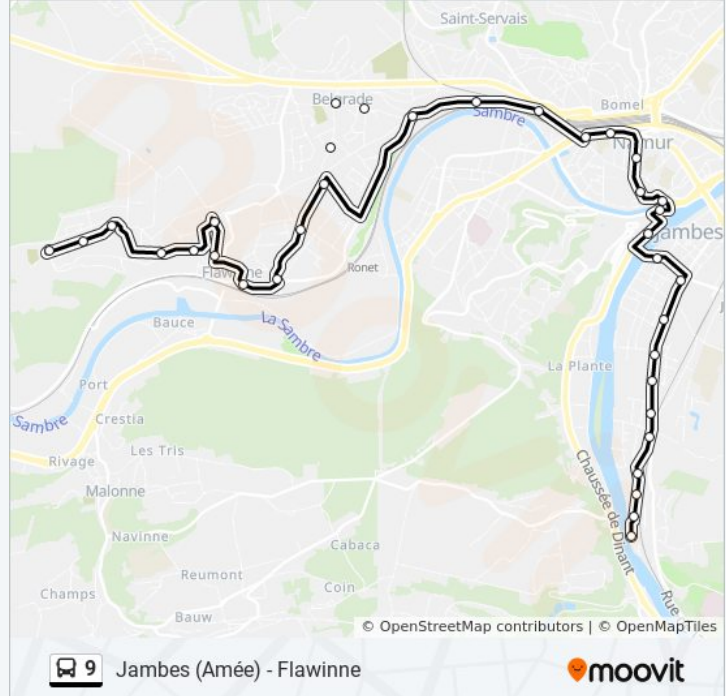 Saint-Servais
Belgrade
Bomel
Sambre
Namur
Jambes
Flawinne
Ronet
Bauce
La Sambre
La Plante
Port
Crestia
Sambre
Les Tris
Rivage
Malonne
Chaussée de Dinant
Navinne
Cabaca
Reumont
Coin
Champs
Rue
Bauw
© OpenStreetMap contributors | © OpenMapTiles
9 Jambes (Amée) - Flawinne
moovit